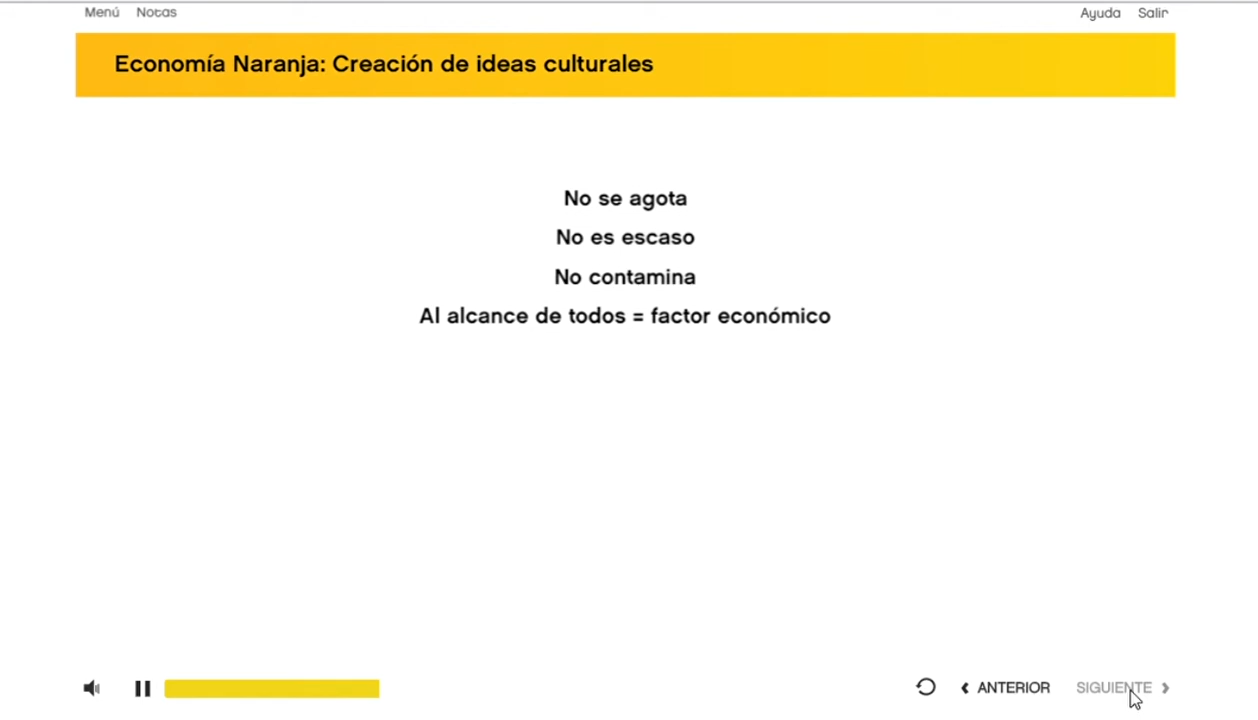 Menú Notas Ayuda Salir
Economía Naranja: Creación de ideas culturales
No se agota
No es escaso
No contamina
Al alcance de todos = factor económico
ANTERIOR SIGUIENTE